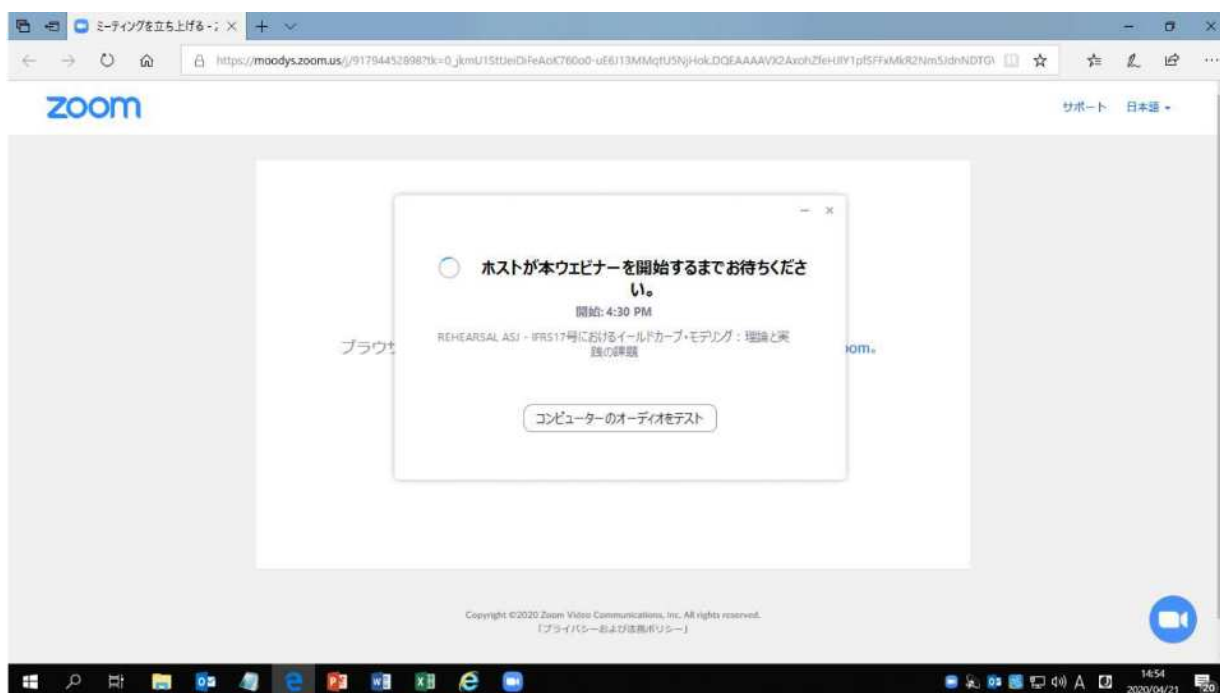 ミーティングを立ち上げる - Z
zoom
サポート 日本語
ホストが本ウェビナーを開始するまでお待ちくださ
い。
開始: 4:30 PM
REHEARSAL ASJ - IFRS17号におけるイールドカーブ・モデリング：理論と実
践の課題
ブラウザ
oom。
コンピューターのオーディオをテスト
Copyright ©2020 Zoom Video Communications, Inc. All rights reserved.
[プライバシーおよび法務ポリシー]
A
14:54
2020/04/21
20